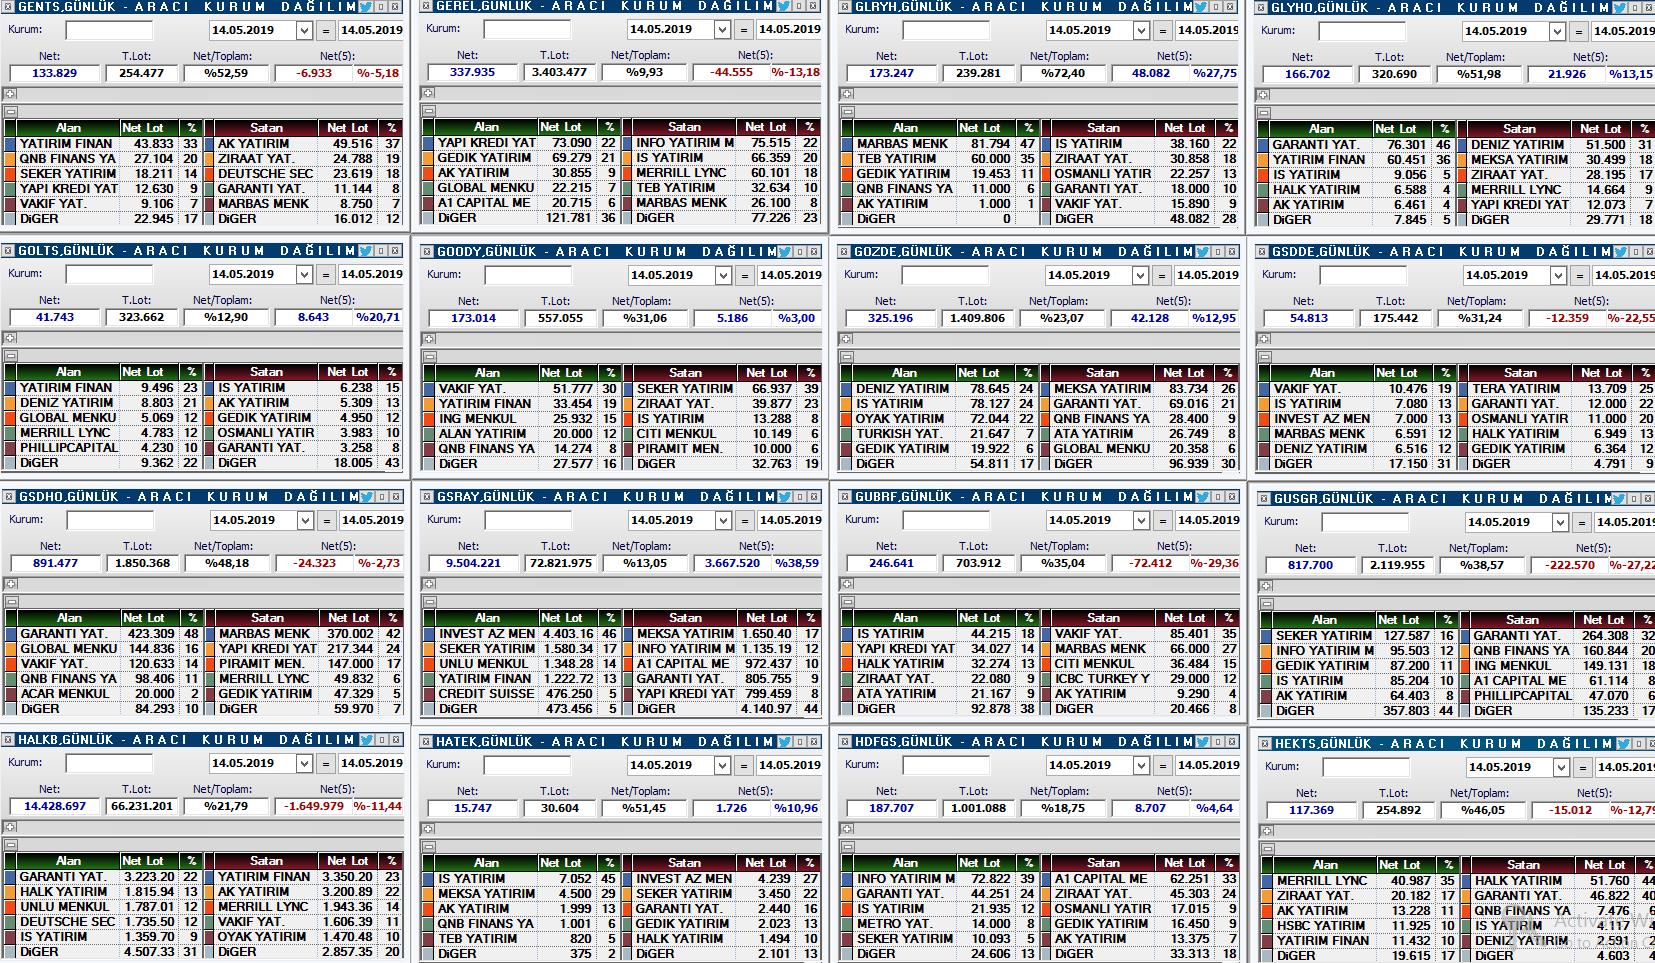 GENTS,GÜNLÜK - ARACI KURUM DAĞILIM
Kurum: 14.05.2019 = 14.05.2019
Net: T.Lot: Net/Toplam: Net(5):
133.829 254.477 %52,59 -6.933 %-5,18
Alan Net Lot % Satan Net Lot %
YATIRIM FINAN 43.833 33 AK YATIRIM 49.516 37
QNB FINANS YA 27.104 20 ZIRAAT YAT. 24.788 19
SEKER YATIRIM 18.211 14 DEUTSCHE SEC 23.619 18
YAPI KREDI YAT 12.630 9 GARANTI YAT. 11.144 8
VAKIF YAT. 9.106 7 MARBAS MENK 8.750 7
DiGER 22.945 17 DiGER 16.012 12
GEREL,GÜNLÜK - ARACI KURUM DAĞILIM
Kurum: 14.05.2019 = 14.05.2019
Net: T.Lot: Net/Toplam: Net(5):
337.935 3.403.477 %9,93 -44.555 %-13,18
Alan Net Lot % Satan Net Lot %
YAPI KREDI YAT 73.090 22 INFO YATIRIM M 75.515 22
GEDIK YATIRIM 69.279 21 IS YATIRIM 66.359 20
AK YATIRIM 30.855 9 MERRILL LYNC 60.101 18
GLOBAL MENKU 22.215 7 TEB YATIRIM 32.634 10
A1 CAPITAL ME 20.715 6 MARBAS MENK 26.100 8
DiGER 121.781 36 DiGER 77.226 23
GLRYH,GÜNLÜK - ARACI KURUM DAĞILIM
Kurum: 14.05.2019 = 14.05.2019
Net: T.Lot: Net/Toplam: Net(5):
173.247 239.281 %72,40 48.082 %27,75
Alan Net Lot % Satan Net Lot %
MARBAS MENK 81.794 47 IS YATIRIM 38.160 22
TEB YATIRIM 60.000 35 ZIRAAT YAT. 30.858 18
GEDIK YATIRIM 19.453 11 OSMANLI YATIR 22.257 13
QNB FINANS YA 11.000 6 GARANTI YAT. 18.000 10
AK YATIRIM 1.000 1 VAKIF YAT. 15.890 9
DiGER 0 DiGER 48.082 28
GLYHO,GÜNLÜK - ARACI KURUM DAĞILIM
Kurum: 14.05.2019 = 14.05.2019
Net: T.Lot: Net/Toplam: Net(5):
166.702 320.690 %51,98 21.926 %13,15
Alan Net Lot % Satan Net Lot %
GARANTI YAT. 76.301 46 DENIZ YATIRIM 51.500 31
YATIRIM FINAN 60.451 36 MEKSA YATIRIM 30.499 18
IS YATIRIM 9.056 5 ZIRAAT YAT. 28.195 17
HALK YATIRIM 6.588 4 MERRILL LYNC 14.664 9
AK YATIRIM 6.461 4 YAPI KREDI YAT 12.073 7
DiGER 7.845 5 DiGER 29.771 18
GOLTS,GÜNLÜK - ARACI KURUM DAĞILIM
Kurum: 14.05.2019 = 14.05.2019
Net: T.Lot: Net/Toplam: Net(5):
41.743 323.662 %12,90 8.643 %20,71
Alan Net Lot % Satan Net Lot %
YATIRIM FINAN 9.496 23 IS YATIRIM 6.238 15
DENIZ YATIRIM 8.803 21 AK YATIRIM 5.309 13
GLOBAL MENKU 5.069 12 GEDIK YATIRIM 4.950 12
MERRILL LYNC 4.783 12 OSMANLI YATIR 3.983 10
PHILLIPCAPITAL 4.230 10 GARANTI YAT. 3.258 8
DiGER 9.362 22 DiGER 18.005 43
GOODY,GÜNLÜK - ARACI KURUM DAĞILIM
Kurum: 14.05.2019 = 14.05.2019
Net: T.Lot: Net/Toplam: Net(5):
173.014 557.055 %31,06 5.186 %3,00
Alan Net Lot % Satan Net Lot %
VAKIF YAT. 51.777 30 SEKER YATIRIM 66.937 39
YATIRIM FINAN 33.454 19 ZIRAAT YAT. 39.877 23
ING MENKUL 25.932 15 IS YATIRIM 13.288 8
ALAN YATIRIM 20.000 12 CITI MENKUL 10.149 6
QNB FINANS YA 14.274 8 PIRAMIT MEN. 10.000 6
DiGER 27.577 16 DiGER 32.763 19
GOZDE,GÜNLÜK - ARACI KURUM DAĞILIM
Kurum: 14.05.2019 = 14.05.2019
Net: T.Lot: Net/Toplam: Net(5):
325.196 1.409.806 %23,07 42.128 %12,95
Alan Net Lot % Satan Net Lot %
DENIZ YATIRIM 78.645 24 MEKSA YATIRIM 83.734 26
IS YATIRIM 78.127 24 GARANTI YAT. 69.016 21
OYAK YATIRIM 72.044 22 QNB FINANS YA 28.400 9
TURKISH YAT. 21.647 7 ATA YATIRIM 26.749 8
GEDIK YATIRIM 19.922 6 GLOBAL MENKU 20.358 6
DiGER 54.811 17 DiGER 96.939 30
GSDDE,GÜNLÜK - ARACI KURUM DAĞILIM
Kurum: 14.05.2019 = 14.05.2019
Net: T.Lot: Net/Toplam: Net(5):
54.813 175.442 %31,24 -12.359 %-22,55
Alan Net Lot % Satan Net Lot %
VAKIF YAT. 10.476 19 TERA YATIRIM 13.709 25
IS YATIRIM 7.080 13 GARANTI YAT. 12.000 22
INVEST AZ MEN 7.000 13 OSMANLI YATIR 11.000 20
MARBAS MENK 6.591 12 HALK YATIRIM 6.949 13
DENIZ YATIRIM 6.516 12 GEDIK YATIRIM 6.364 12
DiGER 17.150 31 DiGER 4.791 9
GSDHO,GÜNLÜK - ARACI KURUM DAĞILIM
Kurum: 14.05.2019 = 14.05.2019
Net: T.Lot: Net/Toplam: Net(5):
891.477 1.850.368 %48,18 -24.323 %-2,73
Alan Net Lot % Satan Net Lot %
GARANTI YAT. 423.309 48 MARBAS MENK 370.002 42
GLOBAL MENKU 144.836 16 YAPI KREDI YAT 217.344 24
VAKIF YAT. 120.633 14 PIRAMIT MEN. 147.000 17
QNB FINANS YA 98.406 11 MERRILL LYNC 49.832 6
ACAR MENKUL 20.000 2 GEDIK YATIRIM 47.329 5
DiGER 84.293 10 DiGER 59.970 7
GSRAY,GÜNLÜK - ARACI KURUM DAĞILIM
Kurum: 14.05.2019 = 14.05.2019
Net: T.Lot: Net/Toplam: Net(5):
9.504.221 72.821.975 %13,05 3.667.520 %38,59
Alan Net Lot % Satan Net Lot %
INVEST AZ MEN 4.403.16 46 MEKSA YATIRIM 1.650.40 17
SEKER YATIRIM 1.580.34 17 INFO YATIRIM M 1.135.19 12
UNLU MENKUL 1.348.28 14 A1 CAPITAL ME 972.437 10
YATIRIM FINAN 1.222.72 13 GARANTI YAT. 805.755 9
CREDIT SUISSE 476.250 5 YAPI KREDI YAT 799.459 8
DiGER 473.456 5 DiGER 4.140.97 44
GUBRF,GÜNLÜK - ARACI KURUM DAĞILIM
Kurum: 14.05.2019 = 14.05.2019
Net: T.Lot: Net/Toplam: Net(5):
246.641 703.912 %35,04 -72.412 %-29,36
Alan Net Lot % Satan Net Lot %
IS YATIRIM 44.215 18 VAKIF YAT. 85.401 35
YAPI KREDI YAT 34.027 14 MARBAS MENK 66.000 27
HALK YATIRIM 32.274 13 CITI MENKUL 36.484 15
ZIRAAT YAT. 22.080 9 ICBC TURKEY Y 29.000 12
ATA YATIRIM 21.167 9 AK YATIRIM 9.290 4
DiGER 92.878 38 DiGER 20.466 8
GUSGR,GÜNLÜK - ARACI KURUM DAĞILIM
Kurum: 14.05.2019 = 14.05.2019
Net: T.Lot: Net/Toplam: Net(5):
817.700 2.119.955 %38,57 -222.570 %-27,22
Alan Net Lot % Satan Net Lot %
SEKER YATIRIM 127.587 16 GARANTI YAT. 264.308 32
INFO YATIRIM M 95.503 12 QNB FINANS YA 160.844 20
GEDIK YATIRIM 87.200 11 ING MENKUL 149.131 18
IS YATIRIM 85.204 10 A1 CAPITAL ME 61.114 8
AK YATIRIM 64.403 8 PHILLIPCAPITAL 47.070 6
DiGER 357.803 44 DiGER 135.233 17
HALKB,GÜNLÜK - ARACI KURUM DAĞILIM
Kurum: 14.05.2019 = 14.05.2019
Net: T.Lot: Net/Toplam: Net(5):
14.428.697 66.231.201 %21,79 -1.649.979 %-11,44
Alan Net Lot % Satan Net Lot %
GARANTI YAT. 3.223.20 22 YATIRIM FINAN 3.350.20 23
HALK YATIRIM 1.815.94 13 AK YATIRIM 3.200.89 22
UNLU MENKUL 1.787.01 12 MERRILL LYNC 1.943.36 14
DEUTSCHE SEC 1.735.50 12 VAKIF YAT. 1.606.39 11
IS YATIRIM 1.359.70 9 OYAK YATIRIM 1.470.48 10
DiGER 4.507.33 31 DiGER 2.857.35 20
HATEK,GÜNLÜK - ARACI KURUM DAĞILIM
Kurum: 14.05.2019 = 14.05.2019
Net: T.Lot: Net/Toplam: Net(5):
15.747 30.604 %51,45 1.726 %10,96
Alan Net Lot % Satan Net Lot %
IS YATIRIM 7.052 45 INVEST AZ MEN 4.239 27
MEKSA YATIRIM 4.500 29 SEKER YATIRIM 3.450 22
AK YATIRIM 1.999 13 GARANTI YAT. 2.440 16
QNB FINANS YA 1.001 6 GEDIK YATIRIM 2.023 13
TEB YATIRIM 820 5 HALK YATIRIM 1.494 10
DiGER 375 2 DiGER 2.101 13
HDFGS,GÜNLÜK - ARACI KURUM DAĞILIM
Kurum: 14.05.2019 = 14.05.2019
Net: T.Lot: Net/Toplam: Net(5):
187.707 1.001.088 %18,75 8.707 %4,64
Alan Net Lot % Satan Net Lot %
INFO YATIRIM M 72.822 39 A1 CAPITAL ME 62.251 33
GARANTI YAT. 44.251 24 ZIRAAT YAT. 45.303 24
IS YATIRIM 21.935 12 OSMANLI YATIR 17.015 9
METRO YAT. 14.000 8 GEDIK YATIRIM 16.450 9
SEKER YATIRIM 10.093 5 AK YATIRIM 13.375 7
DiGER 24.606 13 DiGER 33.313 18
HEKTS,GÜNLÜK - ARACI KURUM DAĞILIM
Kurum: 14.05.2019 = 14.05.2019
Net: T.Lot: Net/Toplam: Net(5):
117.369 254.892 %46,05 -15.012 %-12,79
Alan Net Lot % Satan Net Lot %
MERRILL LYNC 40.987 35 HALK YATIRIM 51.760 44
ZIRAAT YAT. 20.182 17 GARANTI YAT. 46.822 40
AK YATIRIM 13.228 11 QNB FINANS YA 7.476
HSBC YATIRIM 11.925 10 IS YATIRIM 4.117
YATIRIM FINAN 11.432 10 DENIZ YATIRIM 2.591
DiGER 19.615 17 DiGER 4.603 4